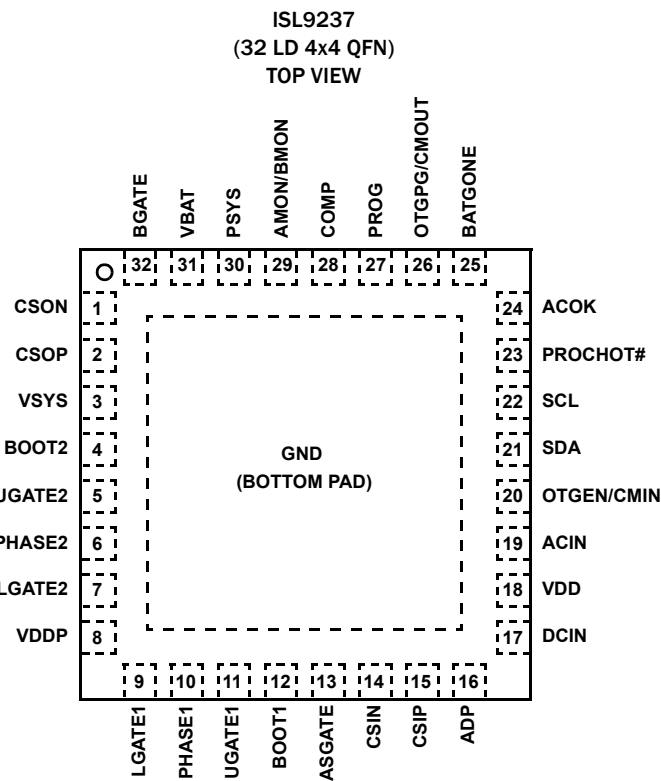 ISL9237
(32 LD 4x4 QFN)
TOP VIEW
BGATE
VBAT
PSYS
AMON/BMON
COMP
PROG
OTGPG/CMOUT
BATGONE
32
31
30
29
28
27
26
25
CSON 1
CSOP 2
VSYS 3
BOOT2 4
UGATE2 5
PHASE2 6
LGATE2 7
VDDP 8
GND
(BOTTOM PAD)
24 ACOK
23 PROCHOT#
22 SCL
21 SDA
20 OTGEN/CMIN
19 ACIN
18 VDD
17 DCIN
9
10
11
12
13
14
15
16
LGATE1
PHASE1
UGATE1
BOOT1
ASGATE
CSIN
CSIP
ADP